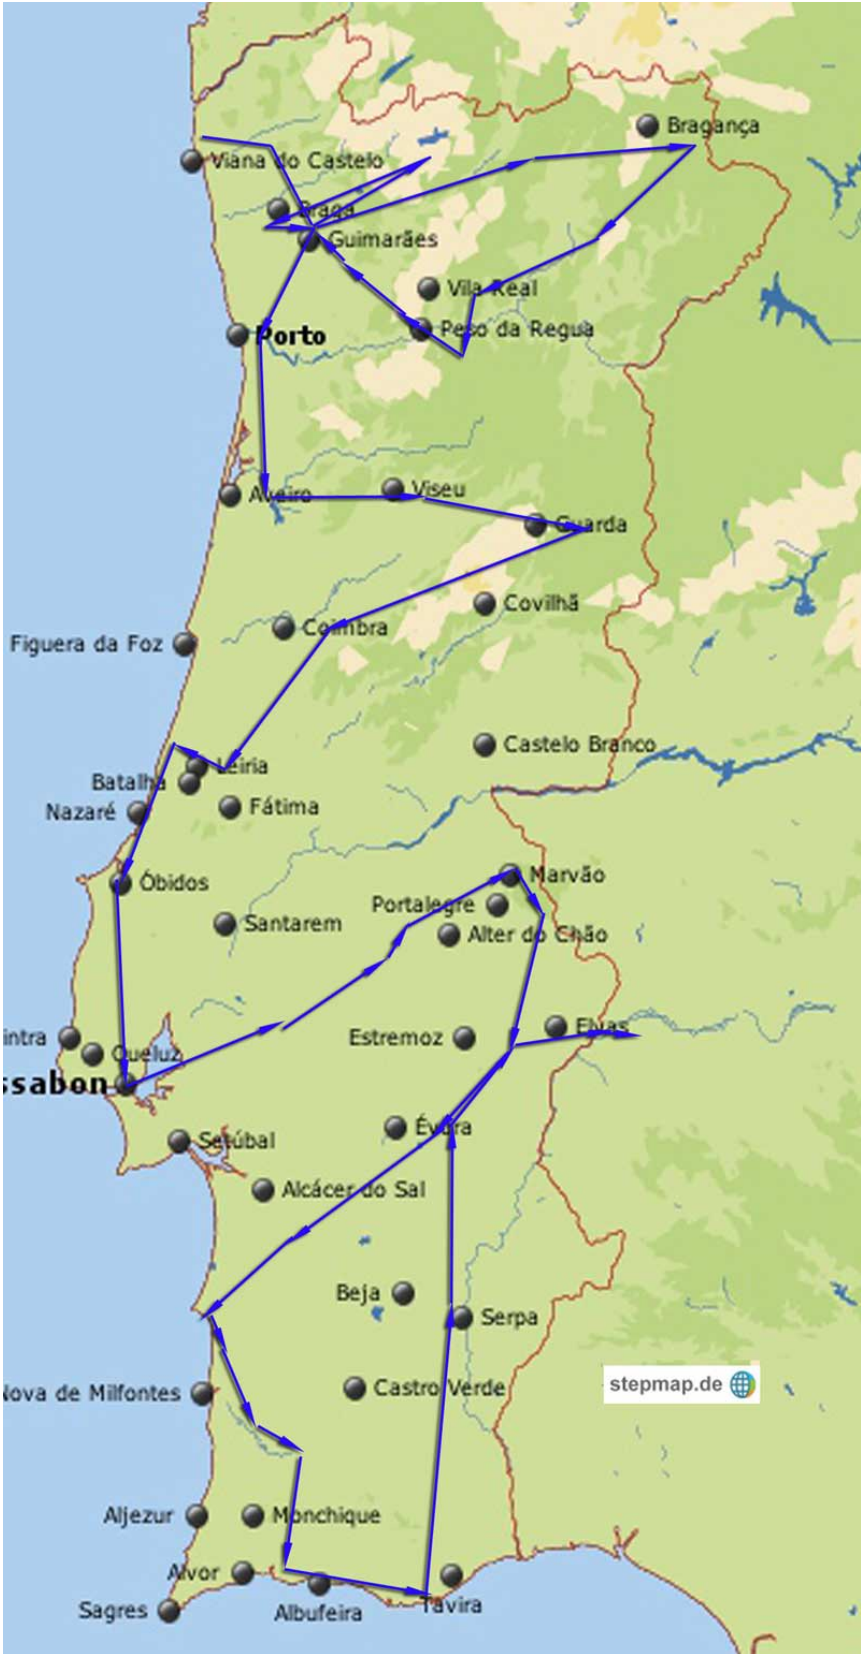 Bragança
Viana do Castelo
Braga
Guimarães
Vila Real
Peso da Regua
Porto
Aveiro
Viseu
Guarda
Covilhã
Coimbra
Figuera da Foz
Castelo Branco
Leiria
Batalha
Fátima
Nazaré
Óbidos
Marvão
Portalegre
Santarem
Alter do Chão
intra
Queluz
Estremoz
Elvas
ssabon
Évora
Setúbal
Alcácer do Sal
Beja
Serpa
stepmap.de
Nova de Milfontes
Castro Verde
Aljezur
Monchique
Alvor
Sagres
Albufeira
Tavira